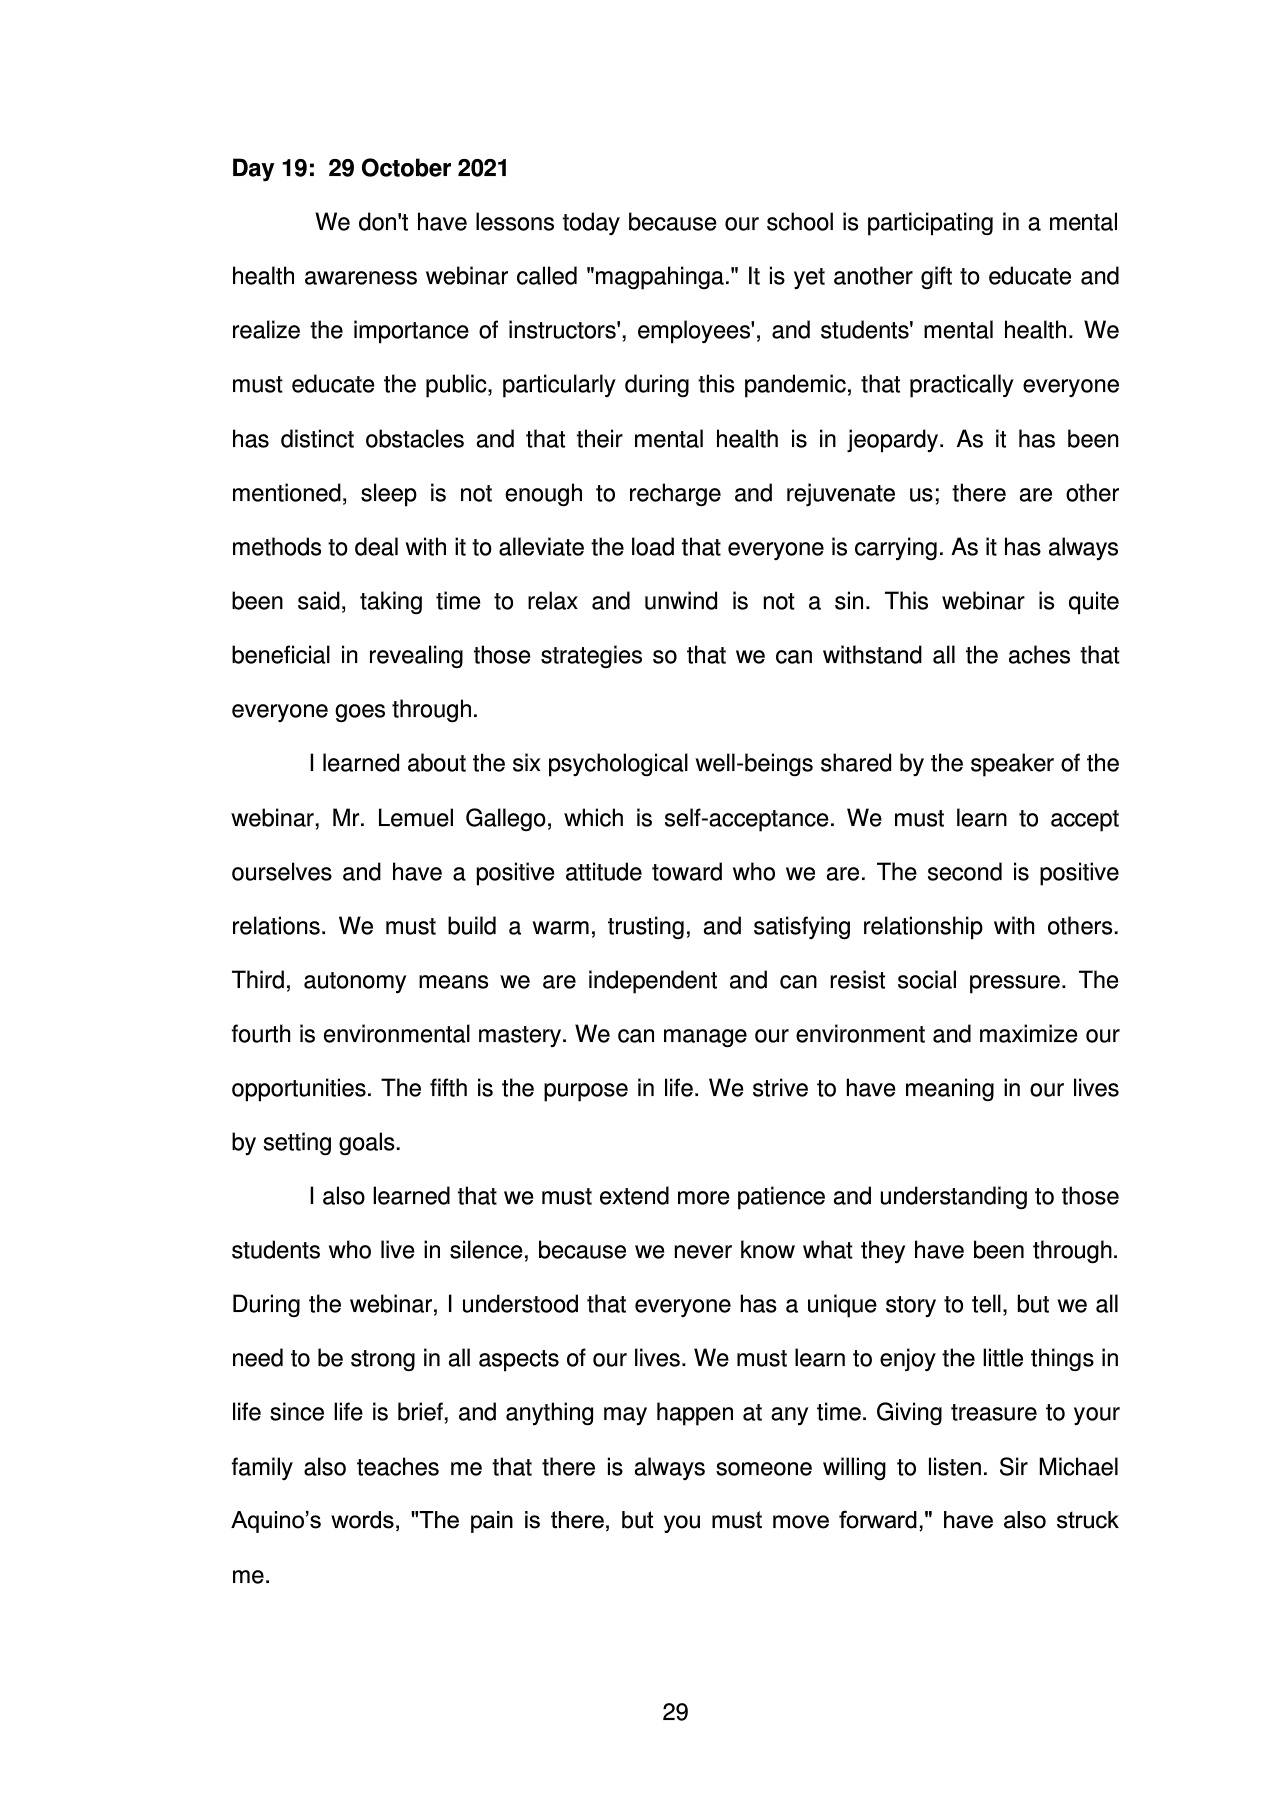 Day 19:  29 October 2021
We don't have lessons today because our school is participating in a mental
health awareness webinar called "magpahinga." It is yet another gift to educate and
realize the importance of instructors', employees', and students' mental health. We
must educate the public, particularly during this pandemic, that practically everyone
has distinct obstacles and that their mental health is in jeopardy. As it has been
mentioned, sleep is not enough to recharge and rejuvenate us; there are other
methods to deal with it to alleviate the load that everyone is carrying. As it has always
been said, taking time to relax and unwind is not a sin. This webinar is quite
beneficial in revealing those strategies so that we can withstand all the aches that
everyone goes through.
I learned about the six psychological well-beings shared by the speaker of the
webinar, Mr. Lemuel Gallego, which is self-acceptance. We must learn to accept
ourselves and have a positive attitude toward who we are. The second is positive
relations. We must build a warm, trusting, and satisfying relationship with others.
Third, autonomy means we are independent and can resist social pressure. The
fourth is environmental mastery. We can manage our environment and maximize our
opportunities. The fifth is the purpose in life. We strive to have meaning in our lives
by setting goals.
I also learned that we must extend more patience and understanding to those
students who live in silence, because we never know what they have been through.
During the webinar, I understood that everyone has a unique story to tell, but we all
need to be strong in all aspects of our lives. We must learn to enjoy the little things in
life since life is brief, and anything may happen at any time. Giving treasure to your
family also teaches me that there is always someone willing to listen. Sir Michael
Aquino’s words, "The pain is there, but you must move forward," have also struck
me.
29